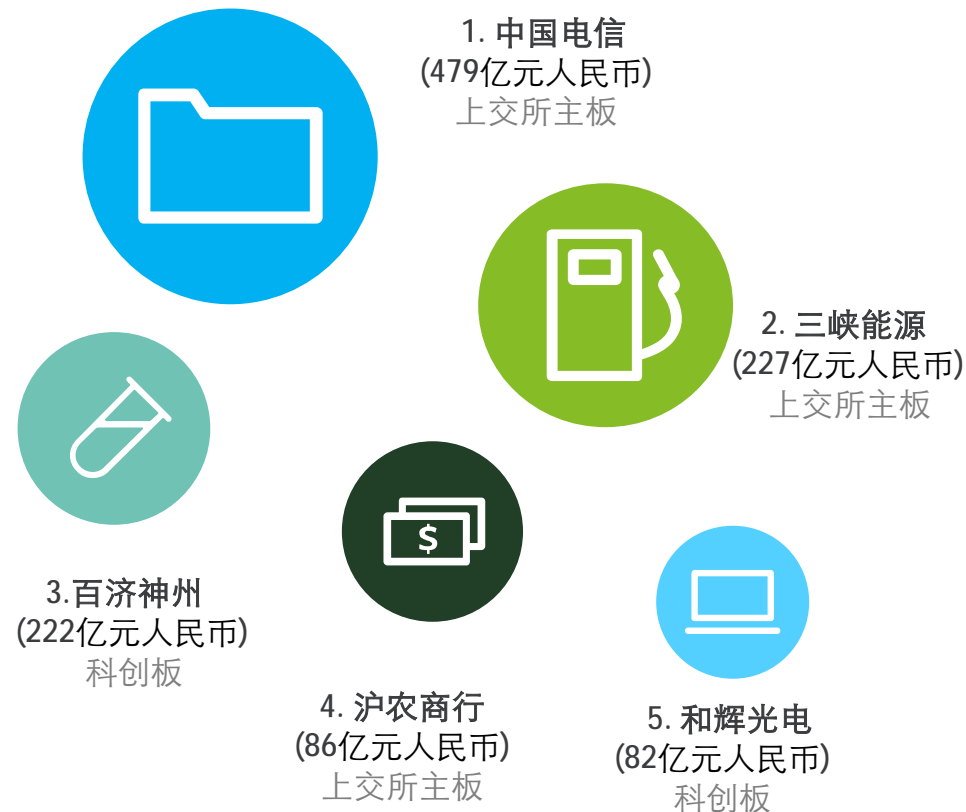 1. 中国电信
(479亿元人民币)
上交所主板
2. 三峡能源
(227亿元人民币)
上交所主板
3.百济神州
(222亿元人民币)
科创板
$
4. 沪农商行
(86亿元人民币)
上交所主板
5. 和辉光电
(82亿元人民币)
科创板